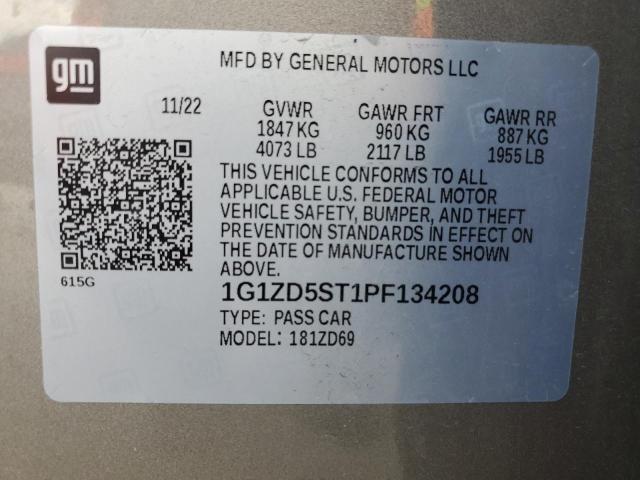 gm
MFD BY GENERAL MOTORS LLC
11/22 GVWR GAWR FRT GAWR RR
1847 KG 960 KG 887 KG
4073 LB 2117 LB 1955 LB
THIS VEHICLE CONFORMS TO ALL
APPLICABLE U.S. FEDERAL MOTOR
VEHICLE SAFETY, BUMPER, AND THEFT
PREVENTION STANDARDS IN EFFECT ON
THE DATE OF MANUFACTURE SHOWN
ABOVE.
615G
1G1ZD5ST1PF134208
TYPE: PASS CAR
MODEL: 181ZD69